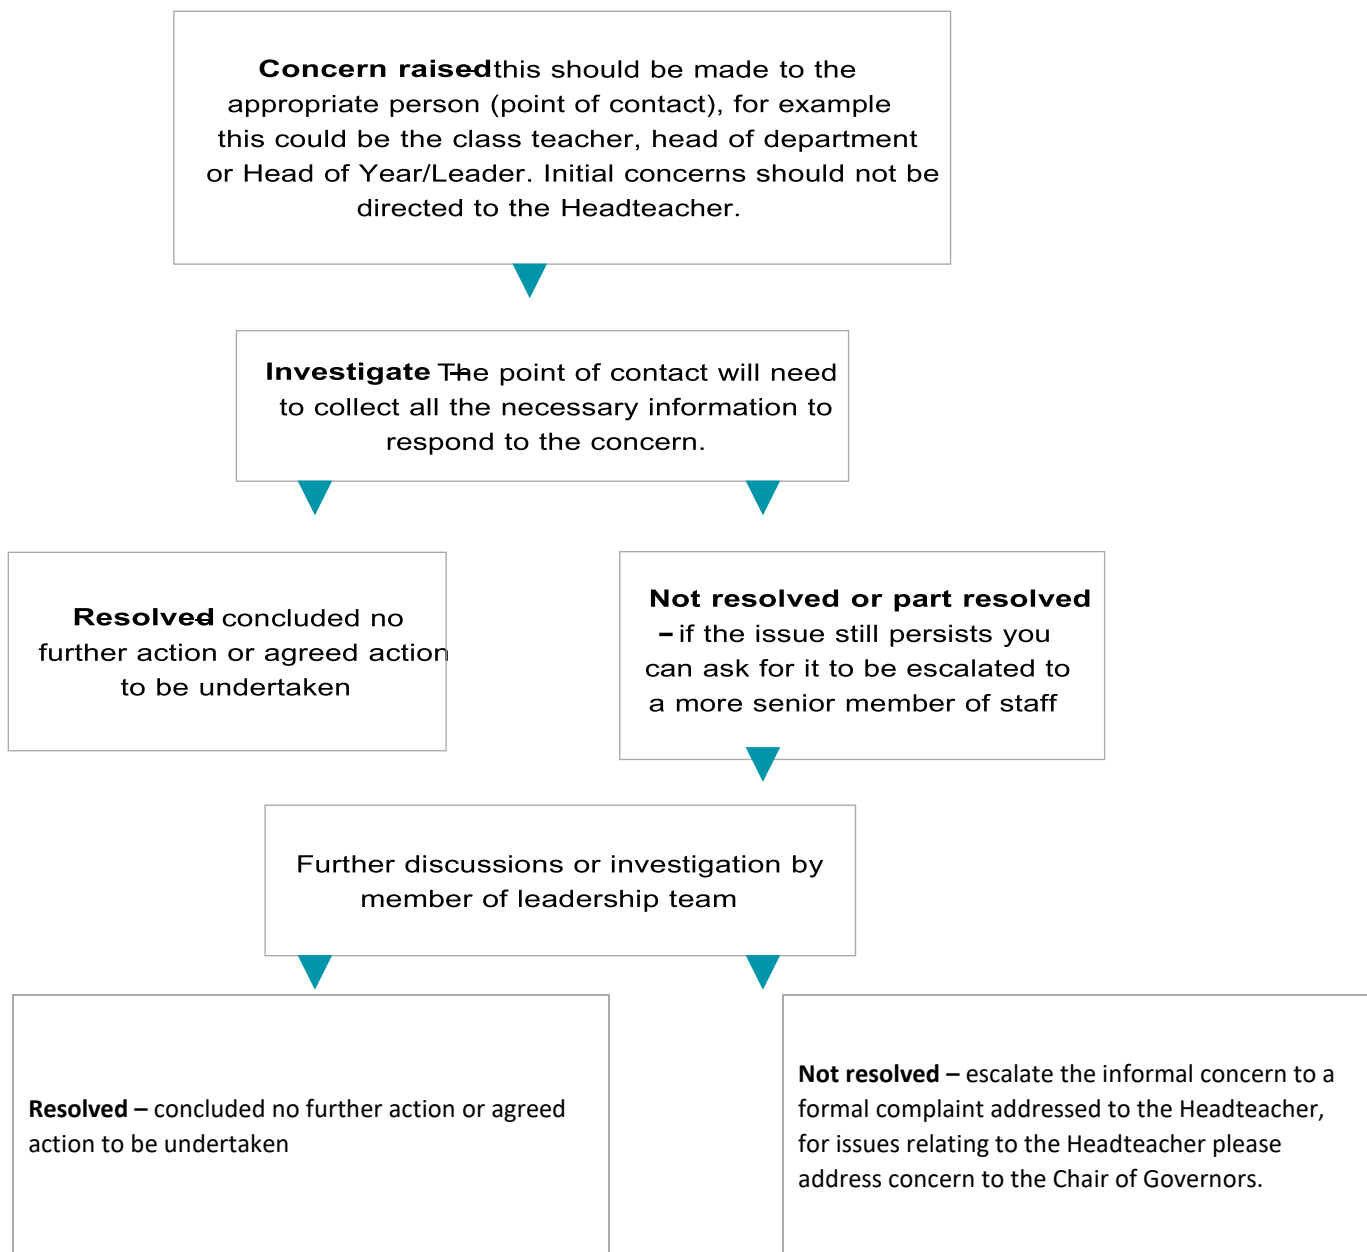 Concern raised – this should be made to the
appropriate person (point of contact), for example
this could be the class teacher, head of department
or Head of Year/Leader. Initial concerns should not be
directed to the Headteacher.
Investigate – The point of contact will need
to collect all the necessary information to
respond to the concern.
Resolved – concluded no
further action or agreed action
to be undertaken
Not resolved or part resolved
– if the issue still persists you
can ask for it to be escalated to
a more senior member of staff
Further discussions or investigation by
member of leadership team
Resolved – concluded no further action or agreed
action to be undertaken
Not resolved – escalate the informal concern to a
formal complaint addressed to the Headteacher,
for issues relating to the Headteacher please
address concern to the Chair of Governors.